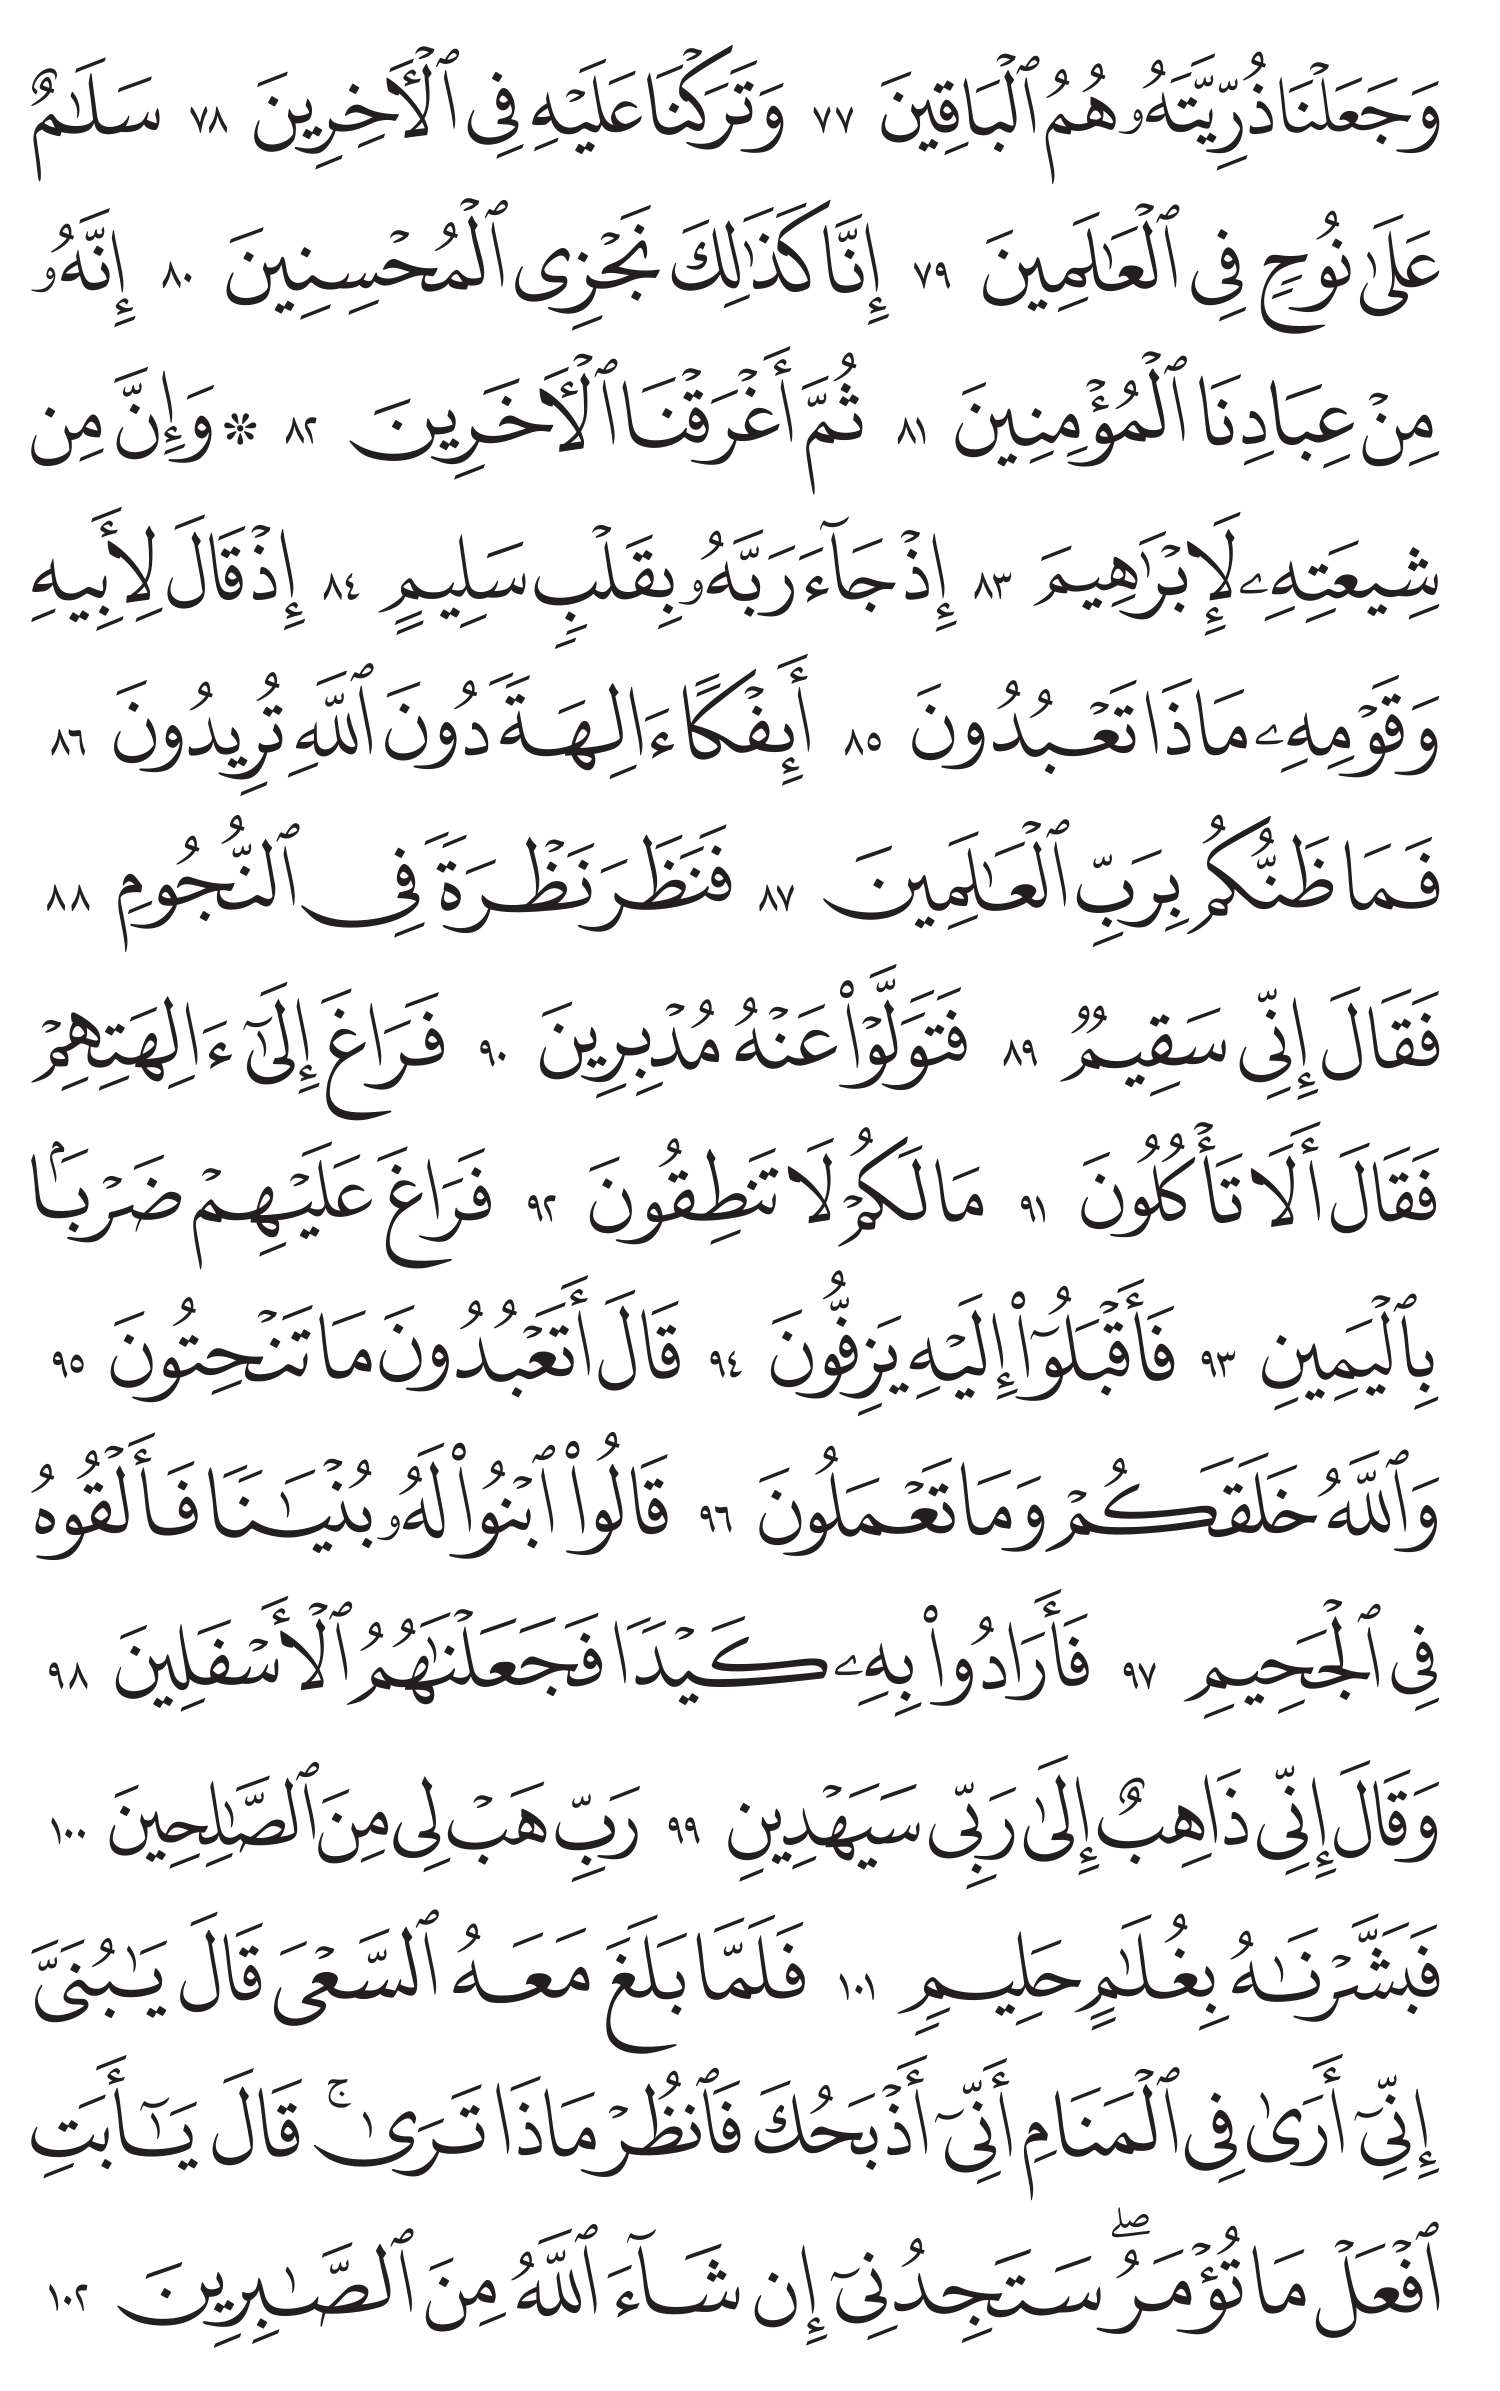 وَجَعَلۡنَا ذُرِّيَّتَهُۥ هُمُ ٱلۡبَاقِينَ ٧٧ وَتَرَكۡنَا عَلَيۡهِ فِي ٱلۡأٓخِرِينَ ٧٨ سَلَٰمٌ
عَلَىٰ نُوحٖ فِي ٱلۡعَٰلَمِينَ ٧٩ إِنَّا كَذَٰلِكَ نَجۡزِي ٱلۡمُحۡسِنِينَ ٨٠ إِنَّهُۥ
مِنۡ عِبَادِنَا ٱلۡمُؤۡمِنِينَ ٨١ ثُمَّ أَغۡرَقۡنَا ٱلۡأٓخَرِينَ ٨٢ ۞ وَإِنَّ مِن
شِيعَتِهِۦ لَإِبۡرَٰهِيمَ ٨٣ إِذۡ جَآءَ رَبَّهُۥ بِقَلۡبٖ سَلِيمٍ ٨٤ إِذۡ قَالَ لِأَبِيهِ
وَقَوۡمِهِۦ مَاذَا تَعۡبُدُونَ ٨٥ أَئِفۡكًا ءَالِهَةٗ دُونَ ٱللَّهِ تُرِيدُونَ ٨٦
فَمَا ظَنُّكُم بِرَبِّ ٱلۡعَٰلَمِينَ ٨٧ فَنَظَرَ نَظۡرَةٗ فِي ٱلنُّجُومِ ٨٨
فَقَالَ إِنِّي سَقِيمٞ ٨٩ فَتَوَلَّوۡاْ عَنۡهُ مُدۡبِرِينَ ٩٠ فَرَاغَ إِلَىٰٓ ءَالِهَتِهِمۡ
فَقَالَ أَلَا تَأۡكُلُونَ ٩١ مَا لَكُمۡ لَا تَنطِقُونَ ٩٢ فَرَاغَ عَلَيۡهِمۡ ضَرۡبَۢا
بِٱلۡيَمِينِ ٩٣ فَأَقۡبَلُوٓاْ إِلَيۡهِ يَزِفُّونَ ٩٤ قَالَ أَتَعۡبُدُونَ مَا تَنۡحِتُونَ ٩٥
وَٱللَّهُ خَلَقَكُمۡ وَمَا تَعۡمَلُونَ ٩٦ قَالُواْ ٱبۡنُواْ لَهُۥ بُنۡيَٰنٗا فَأَلۡقُوهُ
فِي ٱلۡجَحِيمِ ٩٧ فَأَرَادُواْ بِهِۦ كَيۡدٗا فَجَعَلۡنَٰهُمُ ٱلۡأَسۡفَلِينَ ٩٨
وَقَالَ إِنِّي ذَاهِبٌ إِلَىٰ رَبِّي سَيَهۡدِينِ ٩٩ رَبِّ هَبۡ لِي مِنَ ٱلصَّٰلِحِينَ ١٠٠
فَبَشَّرۡنَٰهُ بِغُلَٰمٍ حَلِيمٖ ١٠١ فَلَمَّا بَلَغَ مَعَهُ ٱلسَّعۡيَ قَالَ يَٰبُنَيَّ
إِنِّيٓ أَرَىٰ فِي ٱلۡمَنَامِ أَنِّيٓ أَذۡبَحُكَ فَٱنظُرۡ مَاذَا تَرَىٰۚ قَالَ يَٰٓأَبَتِ
ٱفۡعَلۡ مَا تُؤۡمَرُۖ سَتَجِدُنِيٓ إِن شَآءَ ٱللَّهُ مِنَ ٱلصَّٰبِرِينَ ١٠٢